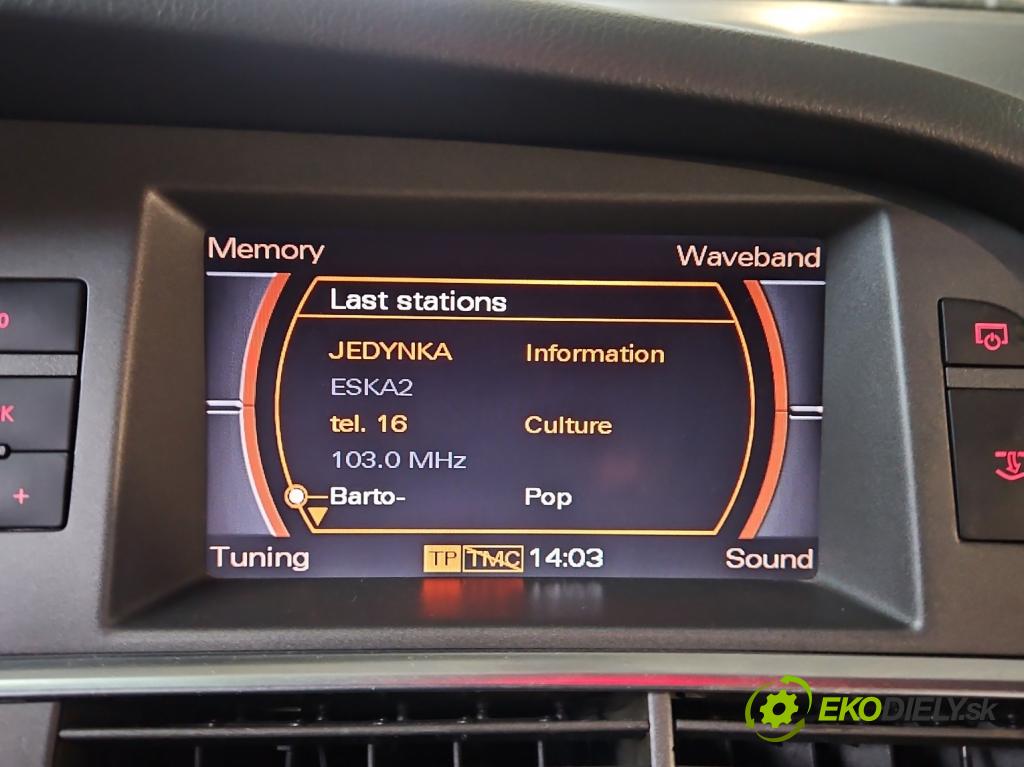 Memory Waveband
Last stations
JEDYNKA Information
ESKA2
tel. 16 Culture
103.0 MHz
Barto- Pop
Tuning TP TMC 14:03 Sound
EKODIELY.sk